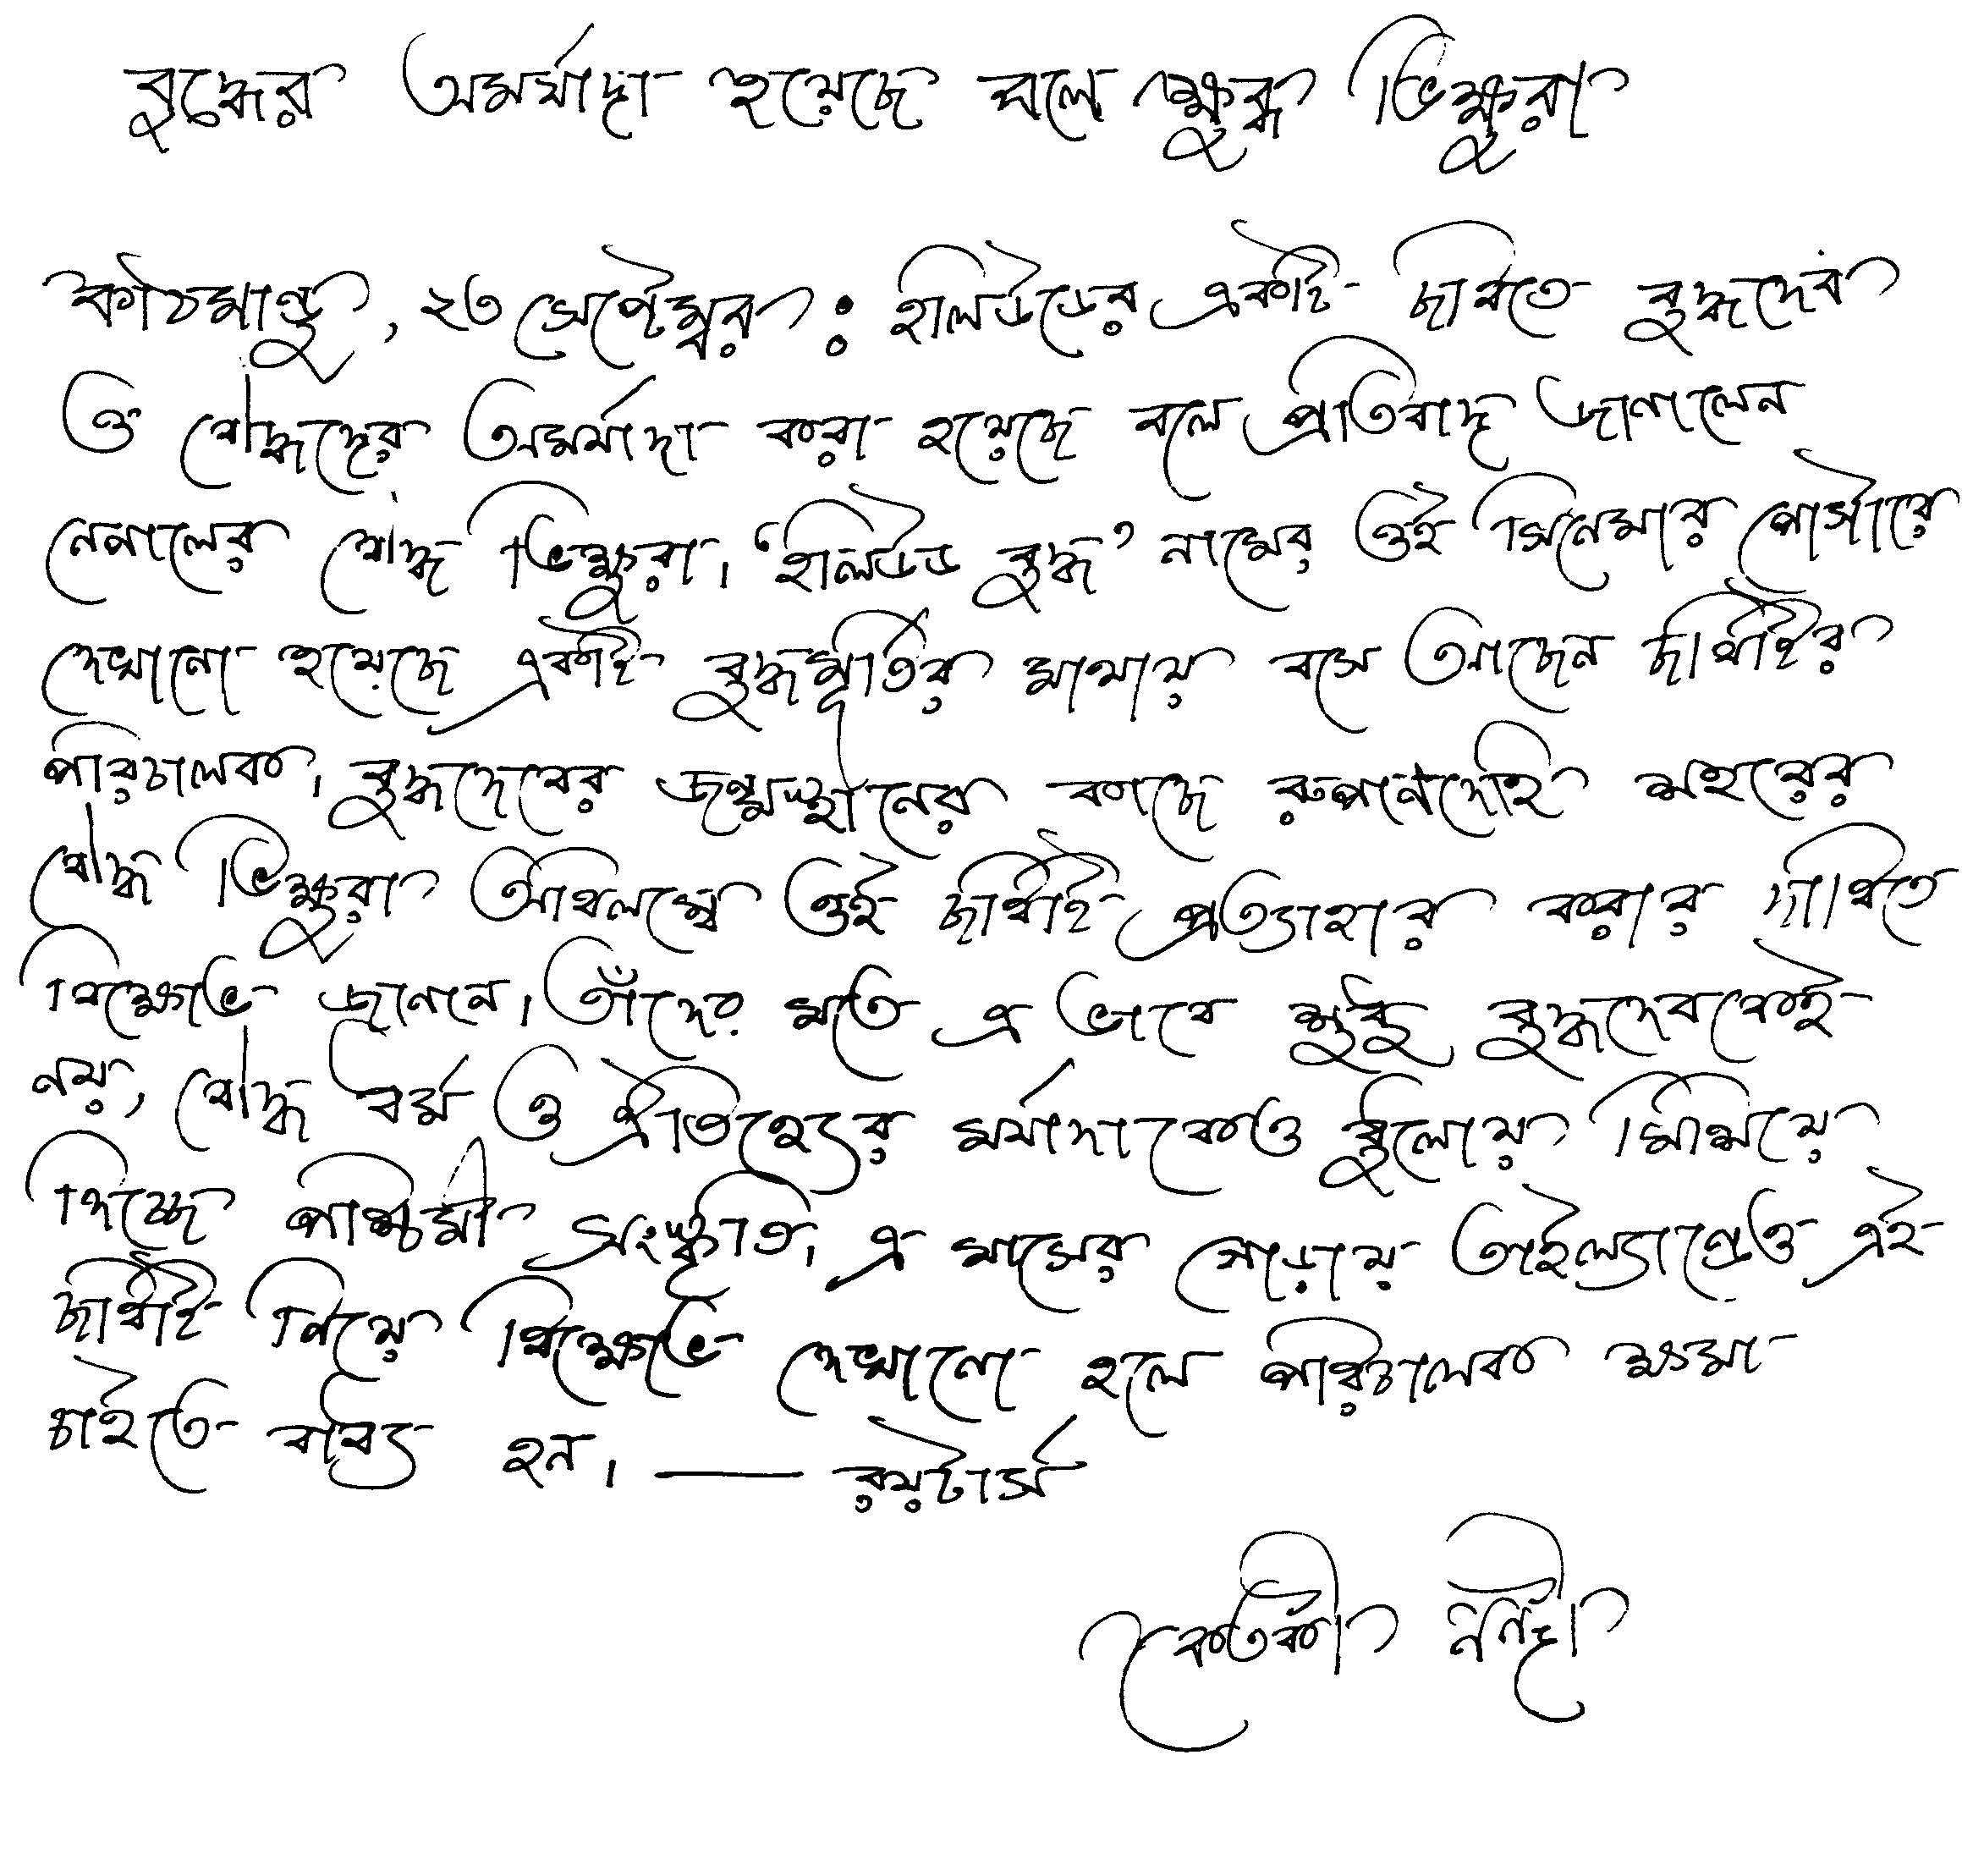 বুদ্ধের অমর্যাদা হয়েছে বলে ক্ষুব্ধ ভিক্ষুরা
কাঠমান্ডু, ২৩ সেপ্টেম্বর : হলিউডের একটি ছবিতে বুদ্ধদেব
ও বৌদ্ধদের অমর্যাদা করা হয়েছে বলে প্রতিবাদ জানালেন
নেপালের বৌদ্ধ ভিক্ষুরা। ‘হলিউড বুদ্ধ’ নামের ওই সিনেমার পোস্টারে
দেখানো হয়েছে একটি বুদ্ধমূর্তির মাথায় বসে আছেন ছবিটির
পরিচালক। বুদ্ধদেবের জন্মস্থানের কাছে রুপানদেহি শহরের
বৌদ্ধ ভিক্ষুরা অবিলম্বে ওই ছবিটি প্রত্যাহার করার দাবিতে
বিক্ষোভ জানান। তাঁদের মতে এ ভাবে শুধু বুদ্ধদেবকেই
নয়, বৌদ্ধ ধর্ম ও ঐতিহ্যের মর্যাদাকেও ধুলোয় মিশিয়ে
দিচ্ছে পশ্চিমী সংস্কৃতি। এ মাসের গোড়ায় তাইল্যাণ্ডেও এই
ছবিটি নিয়ে বিক্ষোভ দেখানো হলে পরিচালক ক্ষমা
চাইতে বাধ্য হন। — রয়টার্স
কেতকী নন্দী